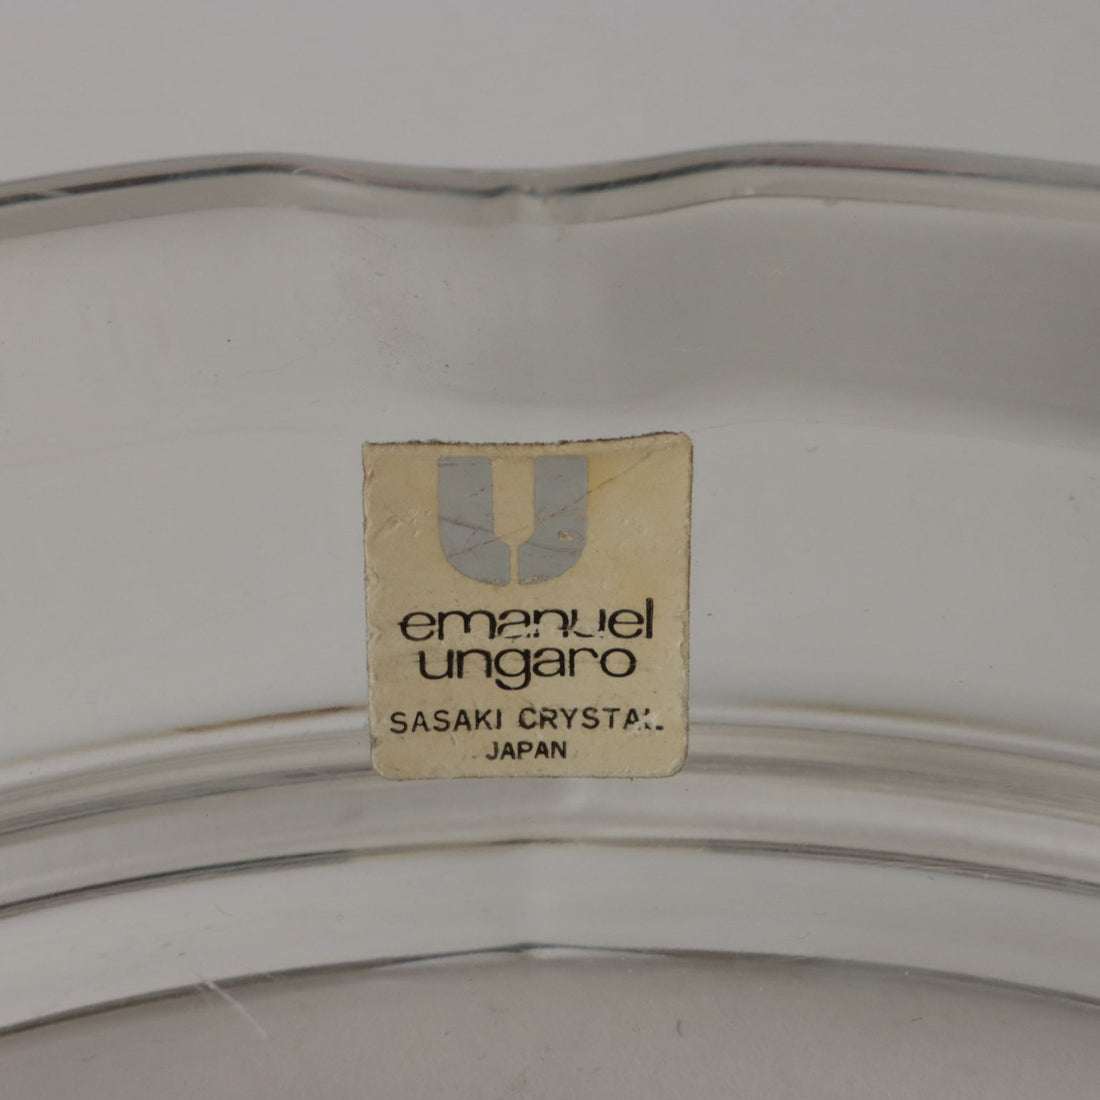 U
emanuel
ungaro
SASAKI CRYSTAL
JAPAN